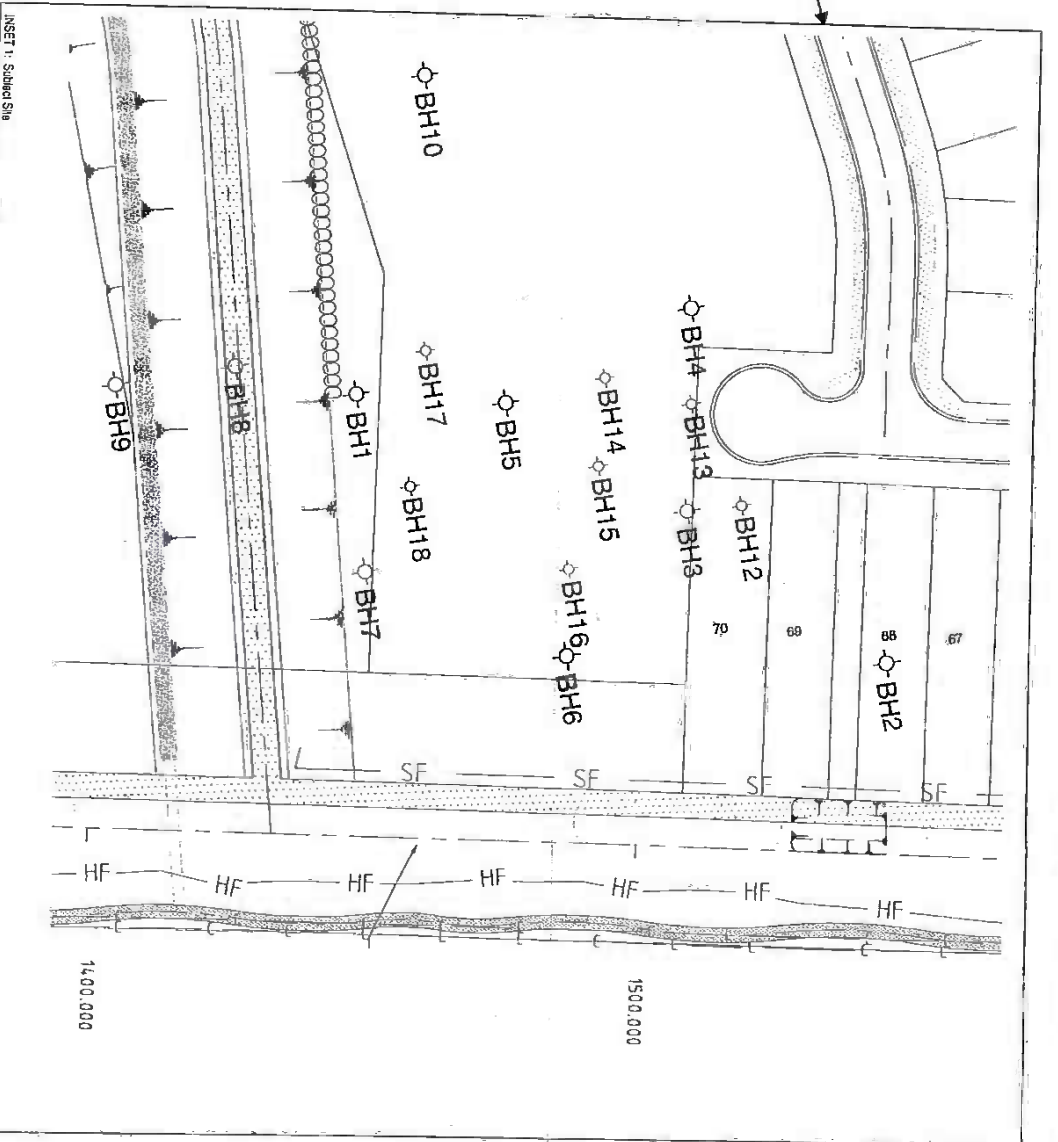 INSET 1: Subject Site
BH10
BH4
BH17
BH14
BH13
BH9
BH8
BH1
BH5
BH18
BH15
BH3
BH12
BH7
BH16
BH6
70
69
68
67
BH2
SF
SF
SF
SF
HF
HF
HF
HF
HF
HF
HF
1400.000
1500.000